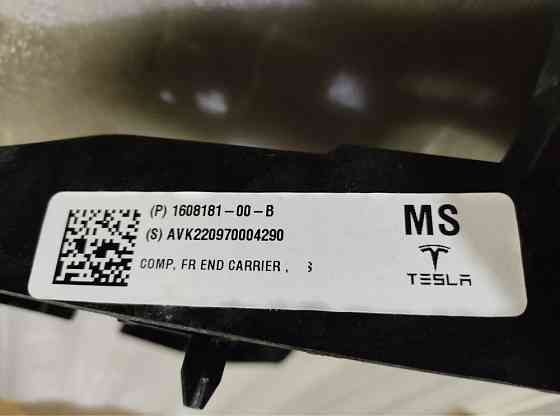 (P) 1608181-00-B
(S) AVK220970004290
COMP, FR END CARRIER ,
MS
TESLA